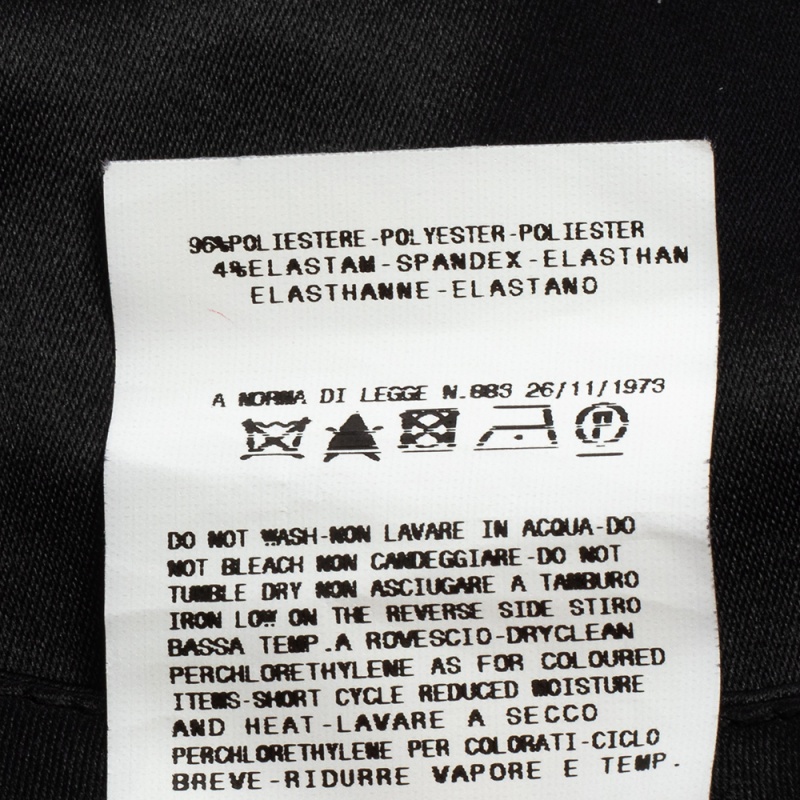 96%POLIESTERE-POLYESTER-POLIESTER
4%ELASTAM-SPANDEX-ELASTHAN
ELASTHANNE-ELASTANO
A NORMA DI LEGGE N.883 26/11/1973
DO NOT WASH-NON LAVARE IN ACQUA-DO
NOT BLEACH NON CANDEGGIARE-DO NOT
TUMBLE DRY NON ASCIUGARE A TAMBURO
IRON LOW ON THE REVERSE SIDE STIRO
BASSA TEMP.A ROVESCIO-DRYCLEAN
PERCHLORETHYLENE AS FOR COLOURED
ITEMS-SHORT CYCLE REDUCED MOISTURE
AND HEAT-LAVARE A SECCO
PERCHLORETHYLENE PER COLORATI-CICLO
BREVE-RIDURRE VAPORE E TEMP.